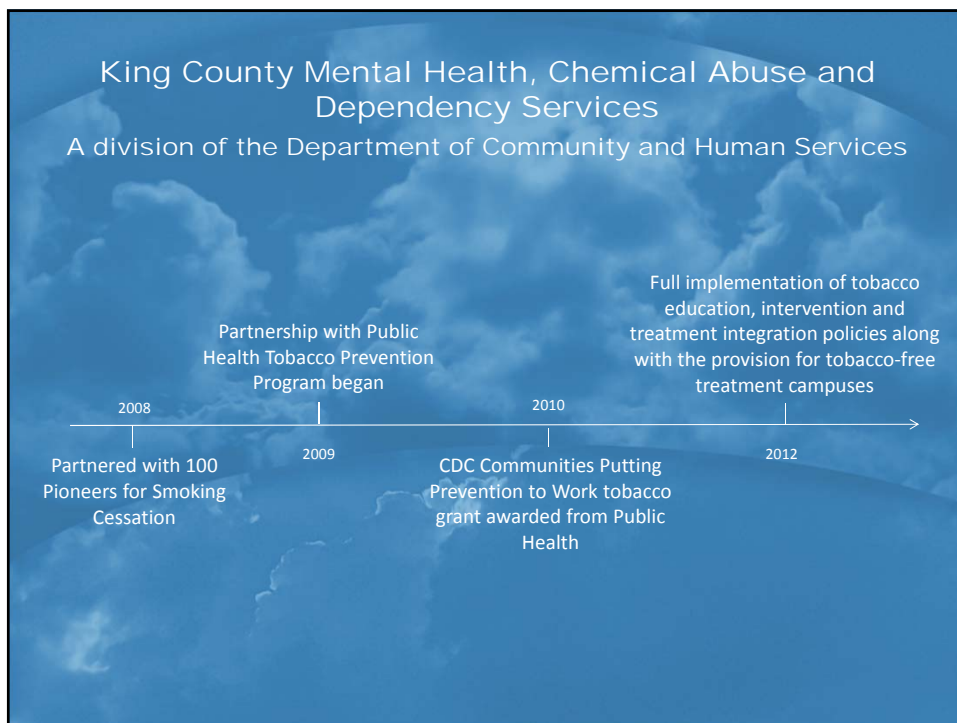 King County Mental Health, Chemical Abuse and
Dependency Services
A division of the Department of Community and Human Services
2008
Partnered with 100
Pioneers for Smoking
Cessation
Partnership with Public
Health Tobacco Prevention
Program began
2009
2010
CDC Communities Putting
Prevention to Work tobacco
grant awarded from Public
Health
Full implementation of tobacco
education, intervention and
treatment integration policies along
with the provision for tobacco-free
treatment campuses
2012